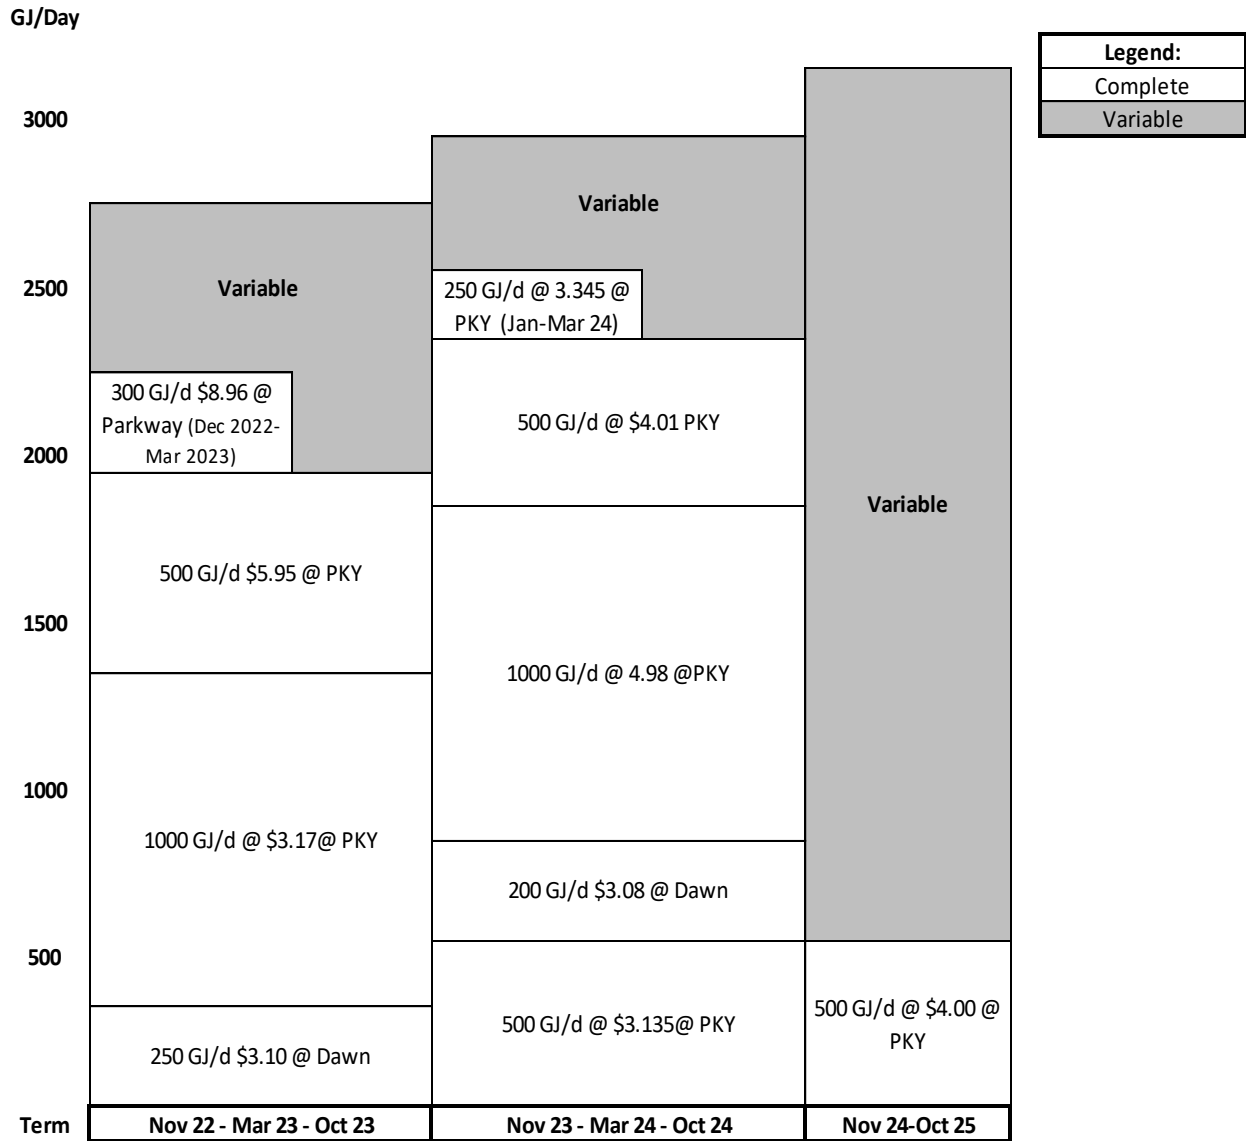 GJ/Day
Legend:
Complete
Variable
3000
2500
2000
1500
1000
500
Variable
300 GJ/d $8.96 @
Parkway (Dec 2022-
Mar 2023)
500 GJ/d $5.95 @ PKY
1000 GJ/d @ $3.17@ PKY
250 GJ/d $3.10 @ Dawn
Variable
250 GJ/d @ 3.345 @
PKY (Jan-Mar 24)
500 GJ/d @ $4.01 PKY
1000 GJ/d @ 4.98 @PKY
200 GJ/d $3.08 @ Dawn
500 GJ/d @ $3.135@ PKY
Variable
500 GJ/d @ $4.00 @
PKY
Term
Nov 22 - Mar 23 - Oct 23
Nov 23 - Mar 24 - Oct 24
Nov 24-Oct 25